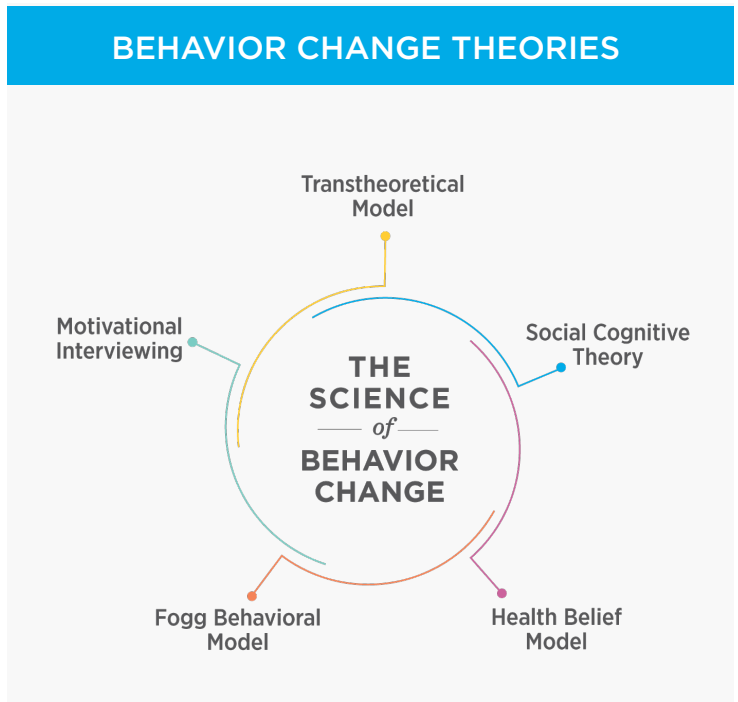 BEHAVIOR CHANGE THEORIES
Transtheoretical
Model
Motivational
Interviewing
Social Cognitive
Theory
THE
SCIENCE
of
BEHAVIOR
CHANGE
Fogg Behavioral
Model
Health Belief
Model